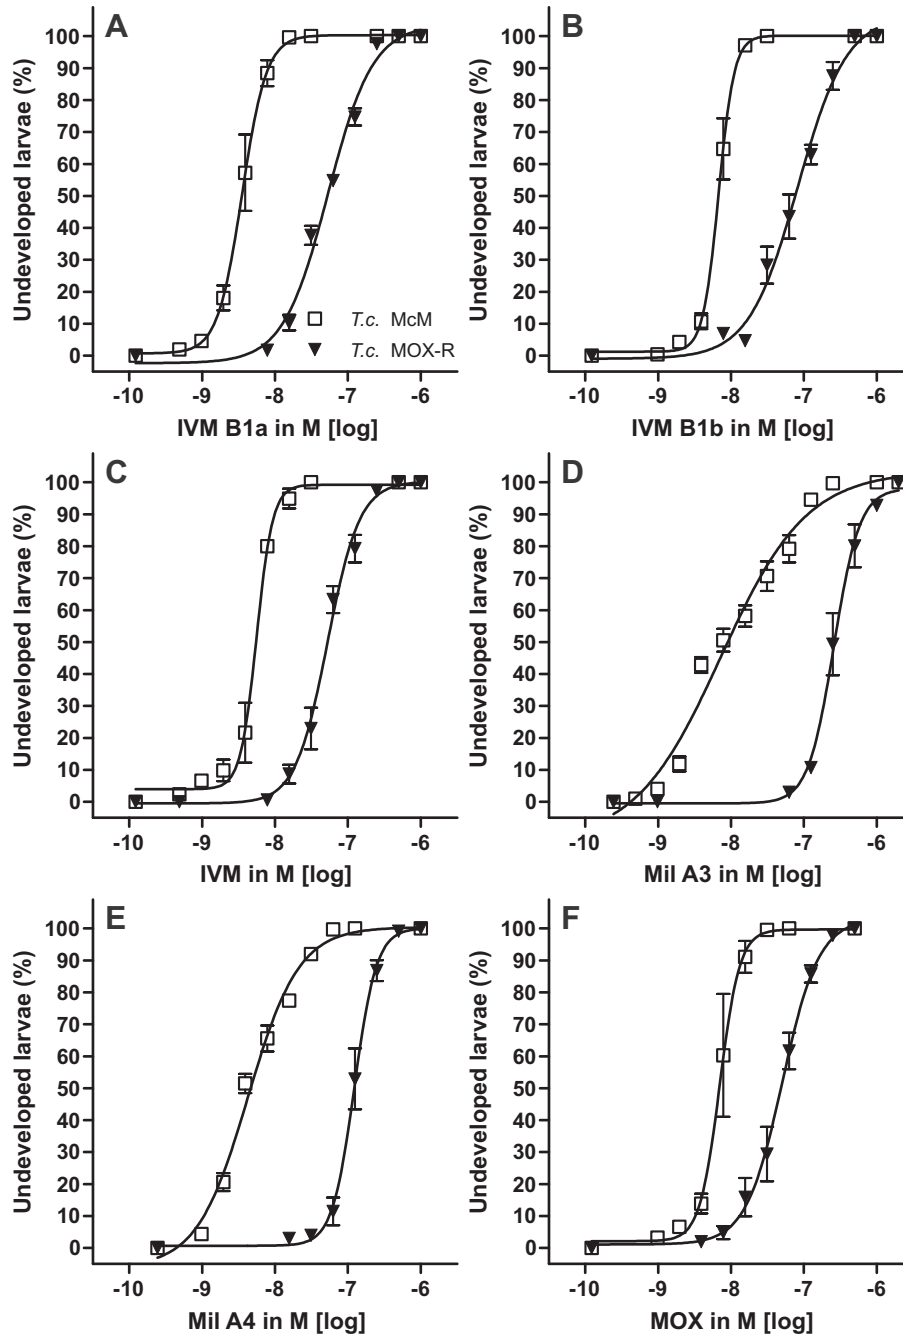 A
Undeveloped larvae (%)
100
90
80
70
60
50
40
30
20
10
0
T.c. McM
T.c. MOX-R
-10 -9 -8 -7 -6
IVM B1a in M [log]
B
Undeveloped larvae (%)
100
90
80
70
60
50
40
30
20
10
0
-10 -9 -8 -7 -6
IVM B1b in M [log]
C
Undeveloped larvae (%)
100
90
80
70
60
50
40
30
20
10
0
-10 -9 -8 -7 -6
IVM in M [log]
D
Undeveloped larvae (%)
100
90
80
70
60
50
40
30
20
10
0
-10 -9 -8 -7 -6
Mil A3 in M [log]
E
Undeveloped larvae (%)
100
90
80
70
60
50
40
30
20
10
0
-10 -9 -8 -7 -6
Mil A4 in M [log]
F
Undeveloped larvae (%)
100
90
80
70
60
50
40
30
20
10
0
-10 -9 -8 -7 -6
MOX in M [log]